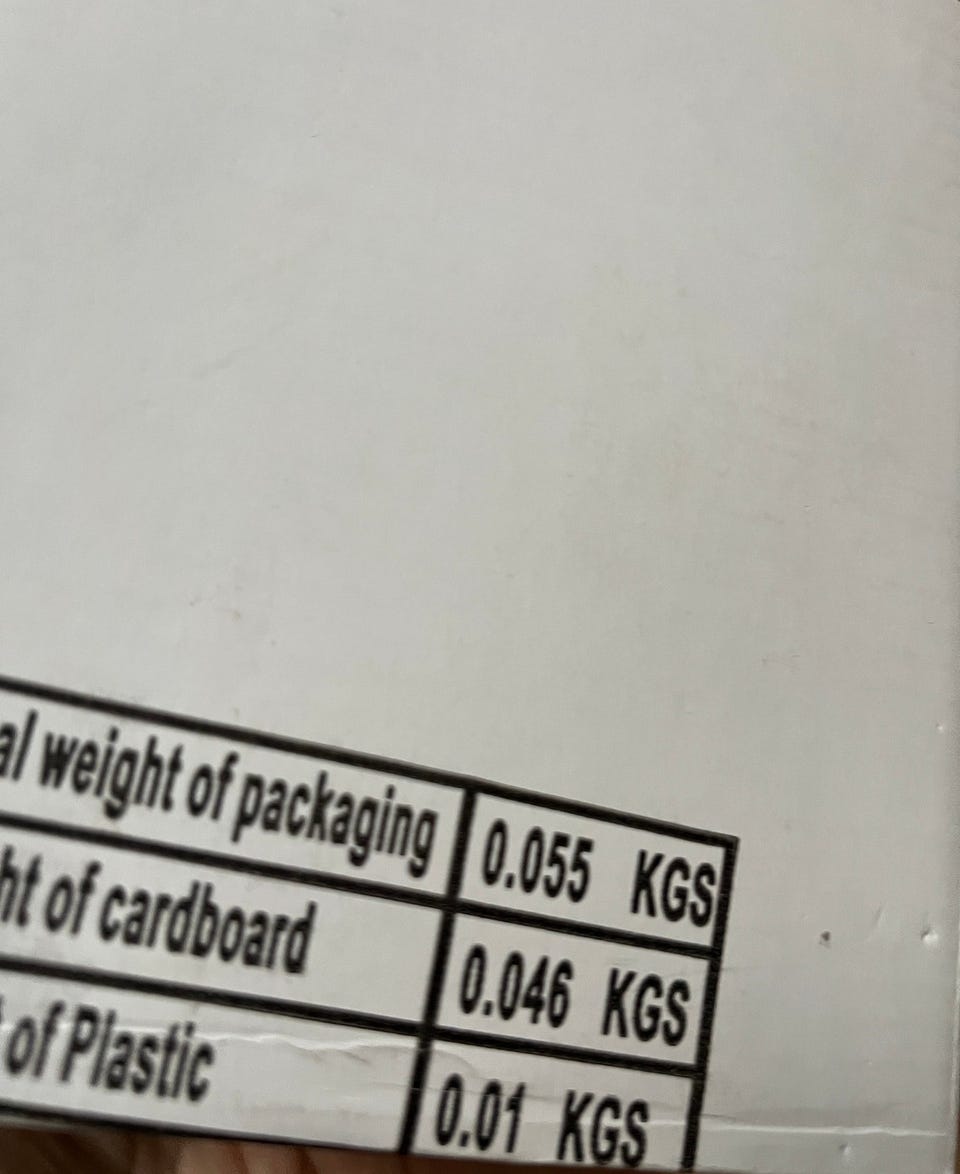 al weight of packaging 0.055 KGS
ht of cardboard 0.046 KGS
of Plastic 0.01 KGS